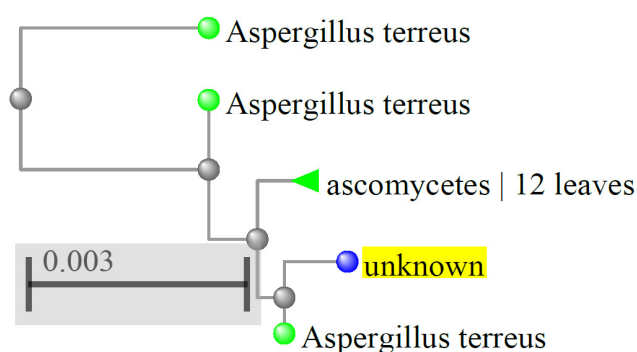 Aspergillus terreus
Aspergillus terreus
ascomycetes | 12 leaves
0.003
unknown
Aspergillus terreus